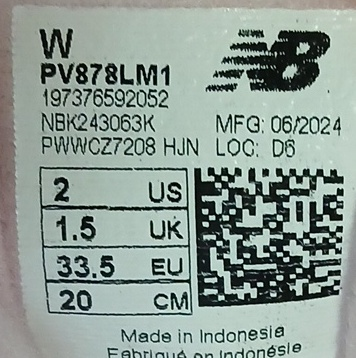 W
NB
PV878LM1
197376592052
NBK243063K MFG: 06/2024
PWWCZ7208 HJN LOC: D6
2 US
1.5 UK
33.5 EU
20 CM
Made in Indonesia
Fabriqué en Indonésie